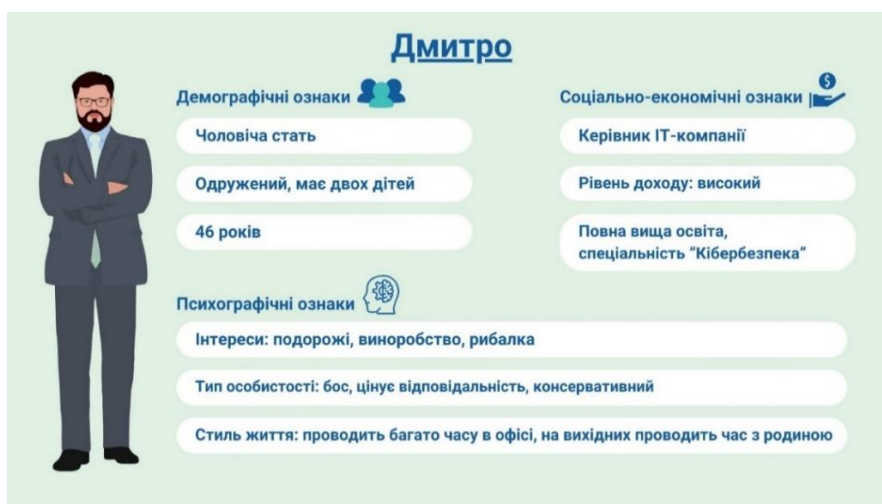 Дмитро
Демографічні ознаки
Чоловіча стать
Одружений, має двох дітей
46 років
Соціально-економічні ознаки
$
Керівник ІТ-компанії
Рівень доходу: високий
Повна вища освіта,
спеціальність “Кібербезпека”
Психографічні ознаки
Інтереси: подорожі, виноробство, рибалка
Тип особистості: бос, цінує відповідальність, консервативний
Стиль життя: проводить багато часу в офісі, на вихідних проводить час з родиною